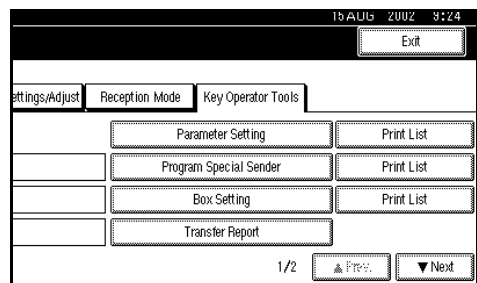 15 AUG 2002 9:24
Exit
ettings/Adjust Reception Mode Key Operator Tools
Parameter Setting Print List
Program Special Sender Print List
Box Setting Print List
Transfer Report
1/2 ▲ Prev. ▼ Next